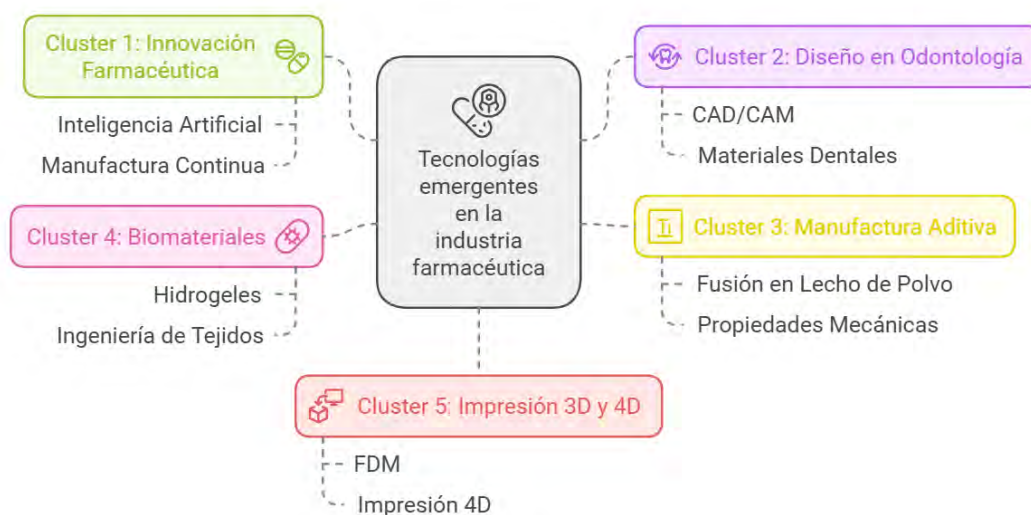 Cluster 1: Innovación
Farmacéutica
Inteligencia Artificial
Manufactura Continua
Cluster 2: Diseño en Odontología
CAD/CAM
Materiales Dentales
Tecnologías
emergentes
en la
industria
farmacéutica
Cluster 4: Biomateriales
Hidrogeles
Ingeniería de Tejidos
Ti
Cluster 3: Manufactura Aditiva
Fusión en Lecho de Polvo
Propiedades Mecánicas
Cluster 5: Impresión 3D y 4D
FDM
Impresión 4D